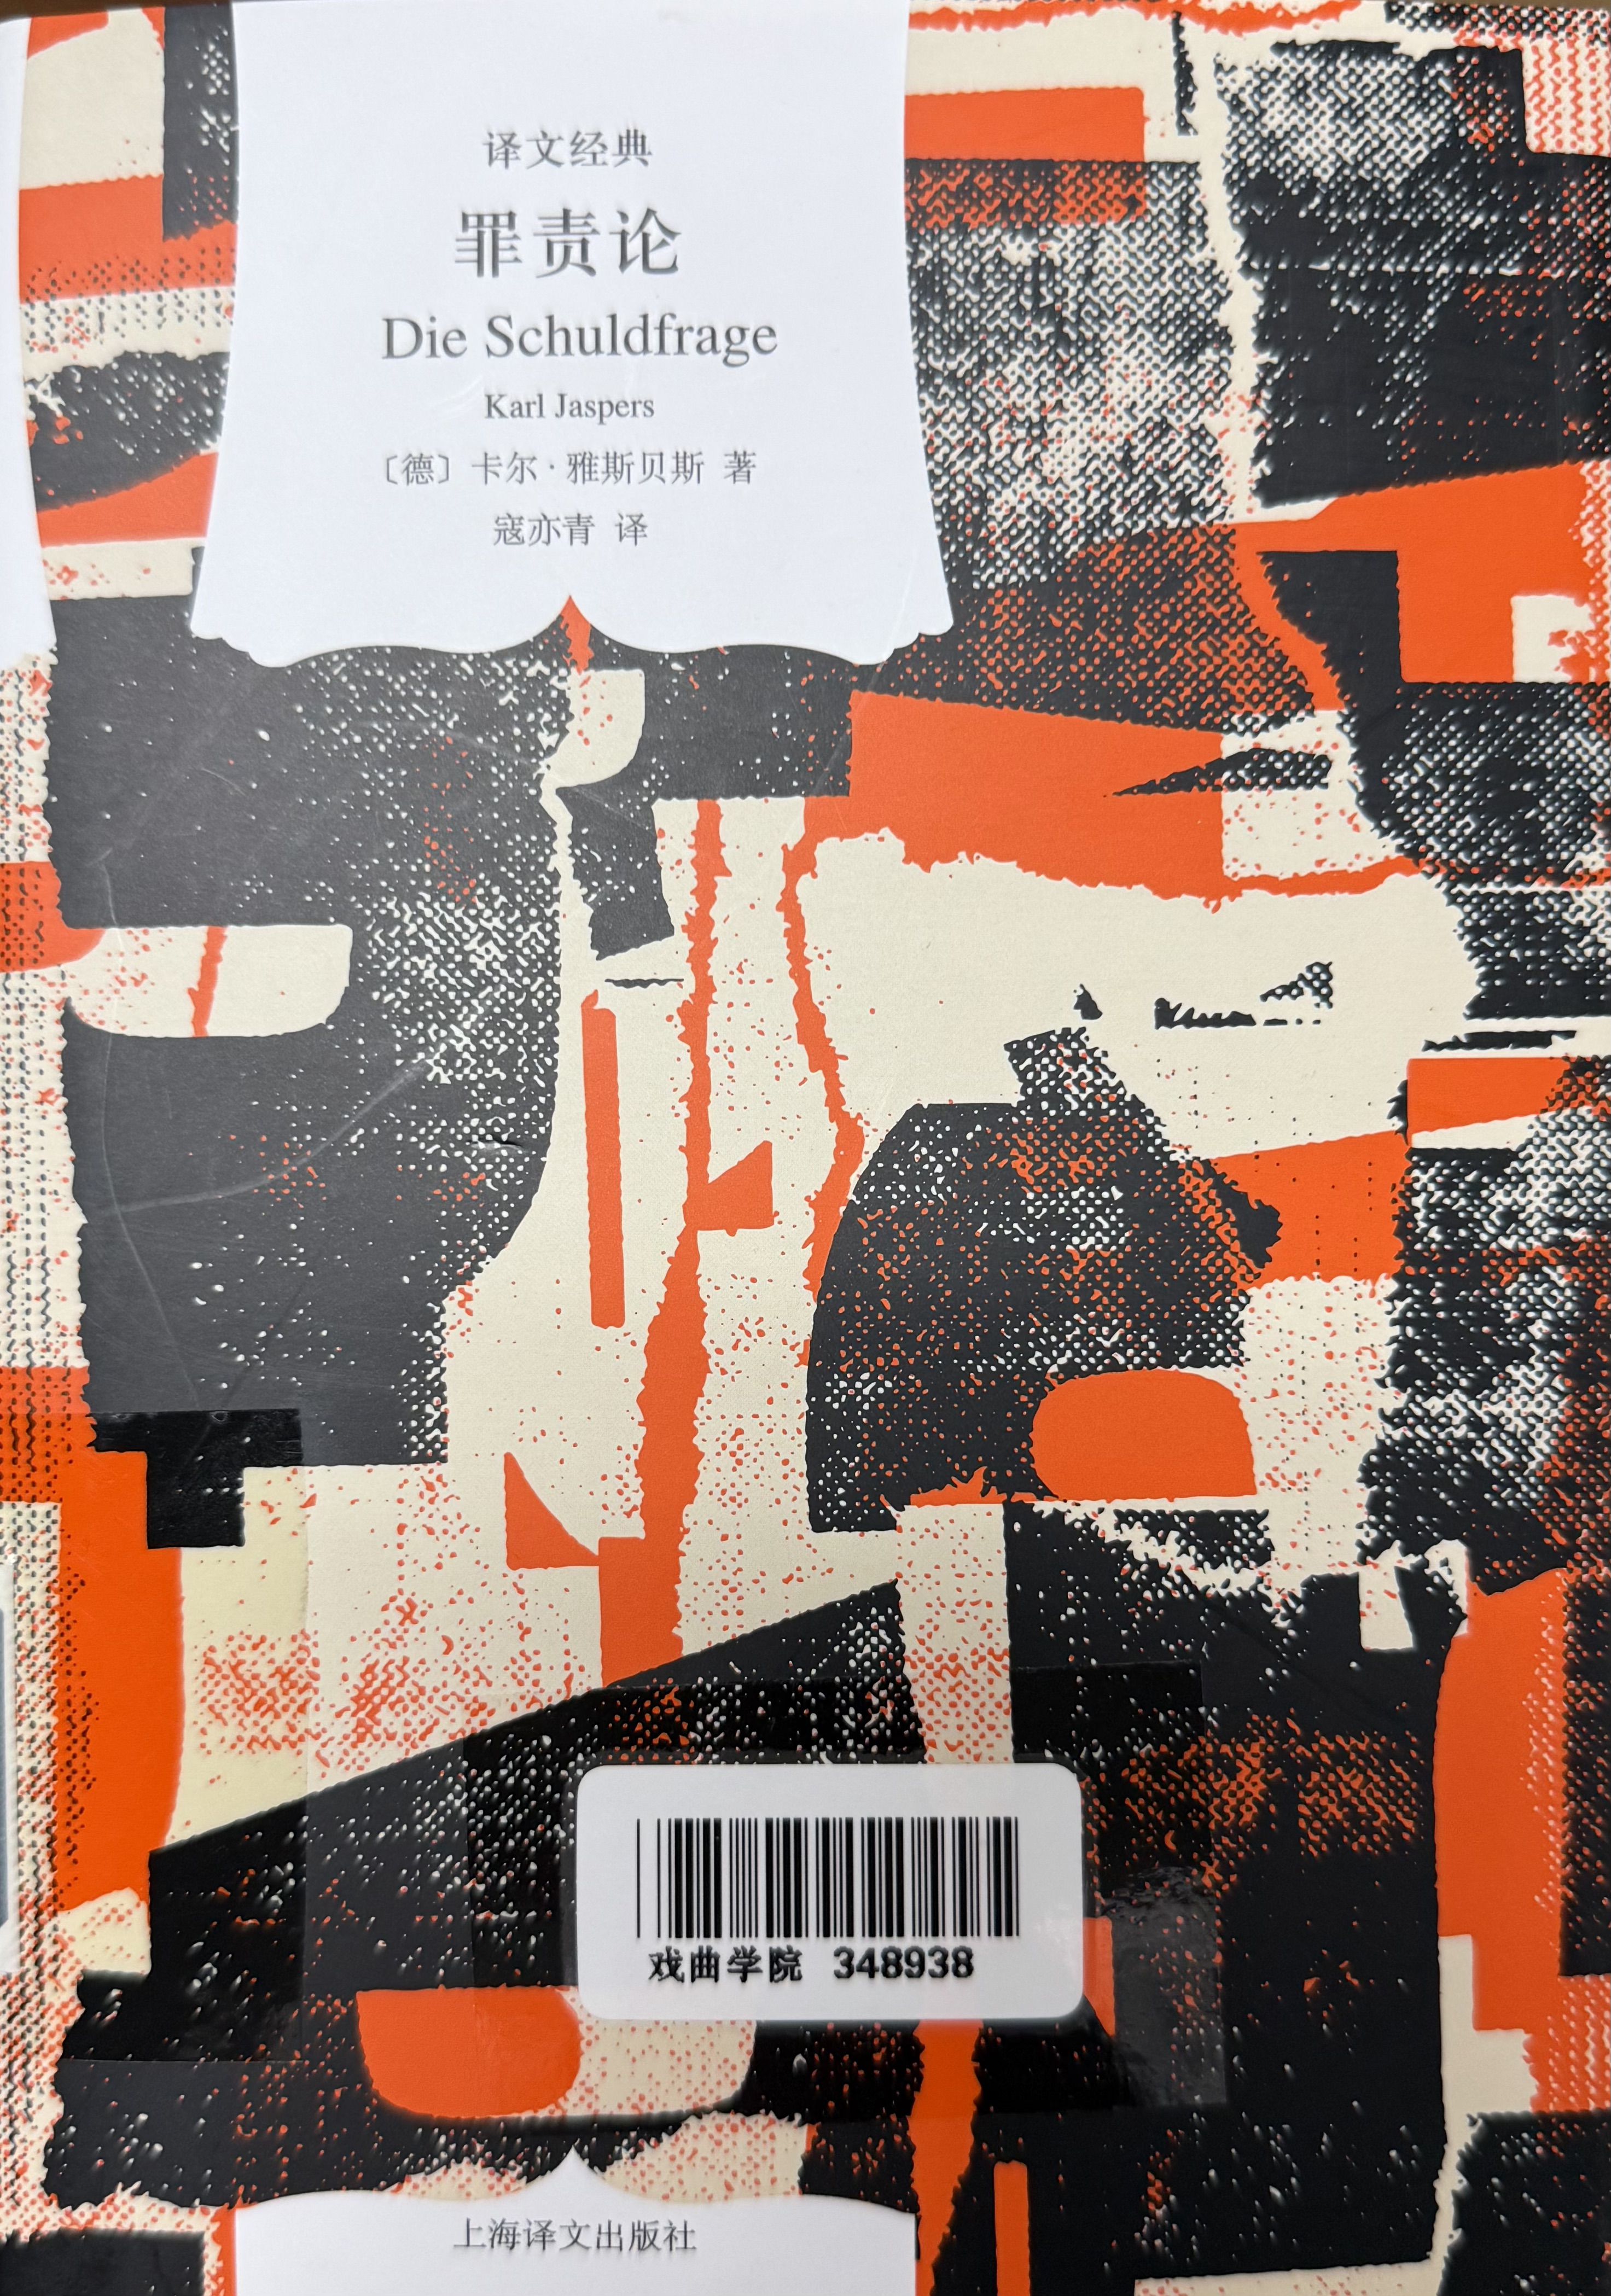 译文经典
罪责论
Die Schuldfrage
Karl Jaspers
〔德〕卡尔·雅斯贝斯 著
寇亦青 译
戏曲学院 348938
上海译文出版社